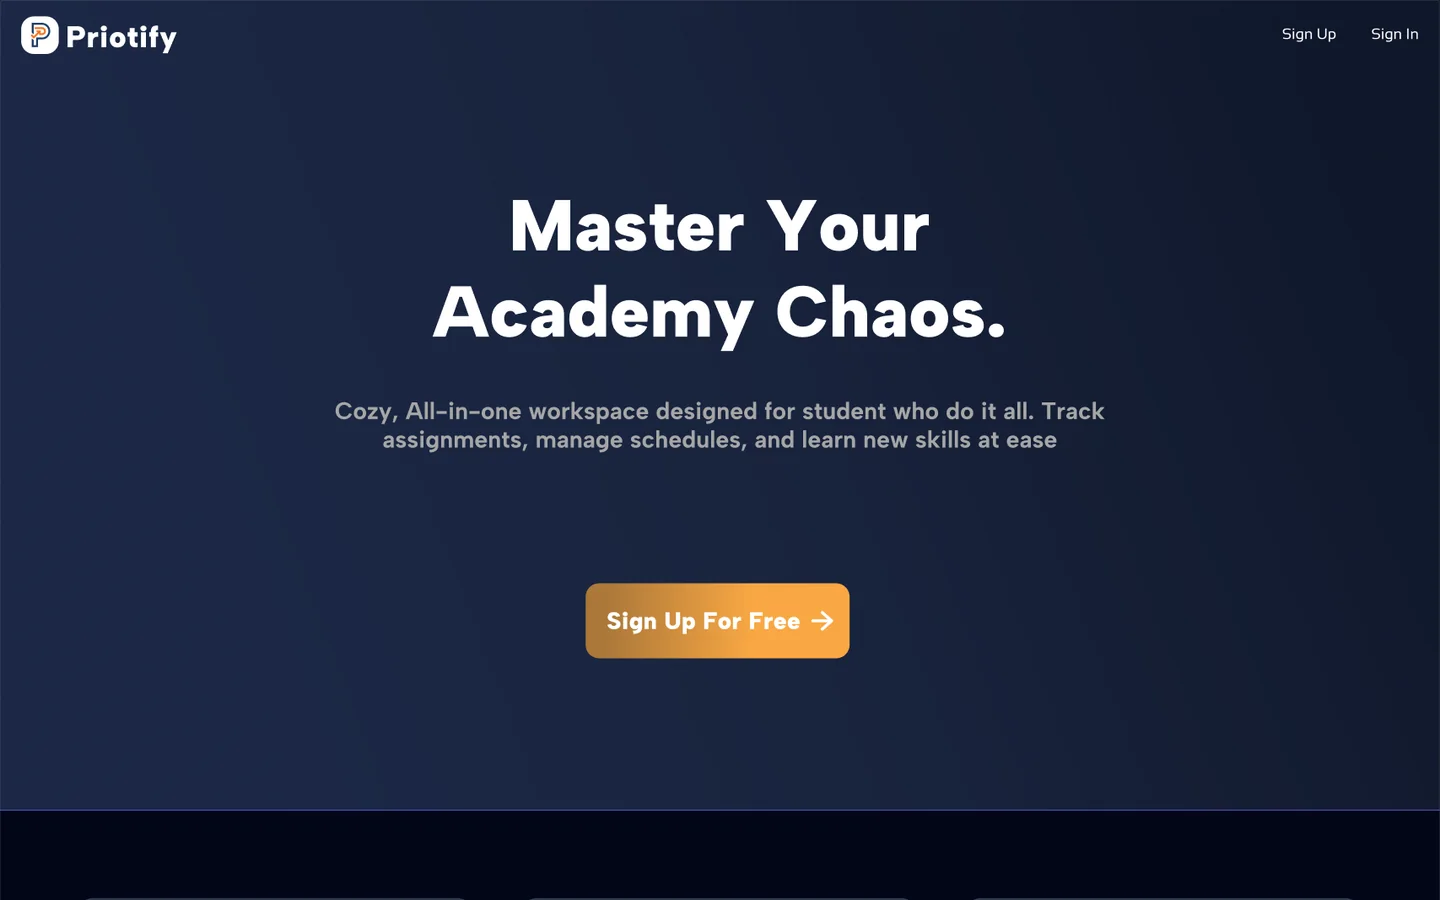 Priotify
Sign Up
Sign In
Master Your
Academy Chaos.
Cozy, All-in-one workspace designed for student who do it all. Track
assignments, manage schedules, and learn new skills at ease
Sign Up For Free →